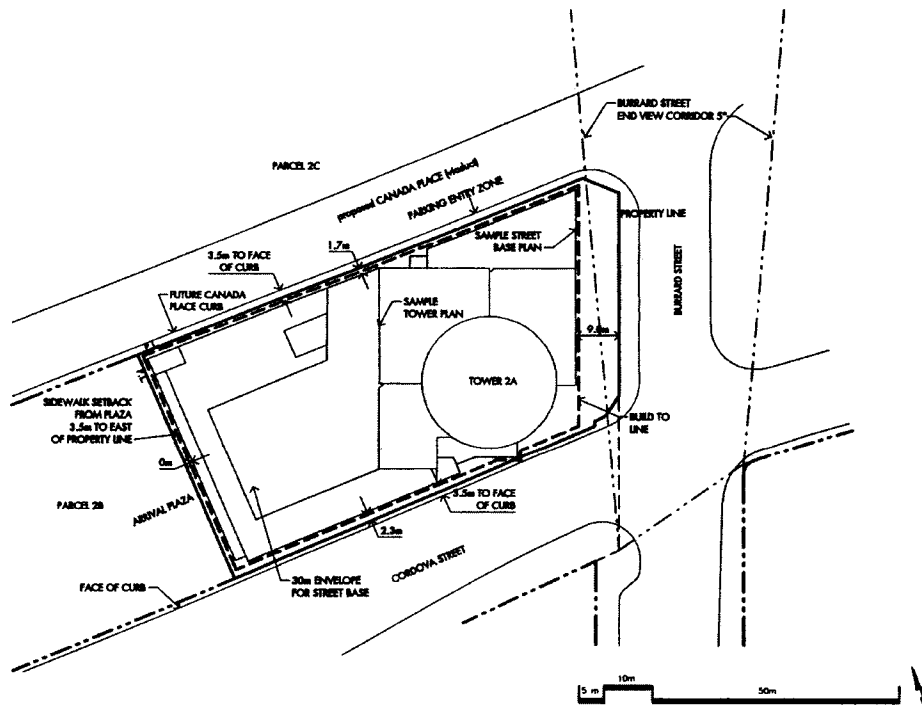 BURRARD STREET
END VIEW CORRIDOR 5"
PARCEL 2C
proposed CANADA PLACE (viaduct)
PARKING ENTRY ZONE
PROPERTY LINE
SAMPLE STREET
BASE PLAN
1.7m
3.5m TO FACE
OF CURB
FUTURE CANADA
PLACE CURB
SAMPLE
TOWER PLAN
BURRARD STREET
TOWER 2A
SIDEWALK SETBACK
FROM PLAZA
3.5m TO EAST
OF PROPERTY LINE
BUILD TO
LINE
0m
PARCEL 2B
ARRIVAL PLAZA
3.5m TO FACE
OF CURB
2.3m
CORDOVA STREET
FACE OF CURB
30m ENVELOPE
FOR STREET BASE
10m
5 m
50m